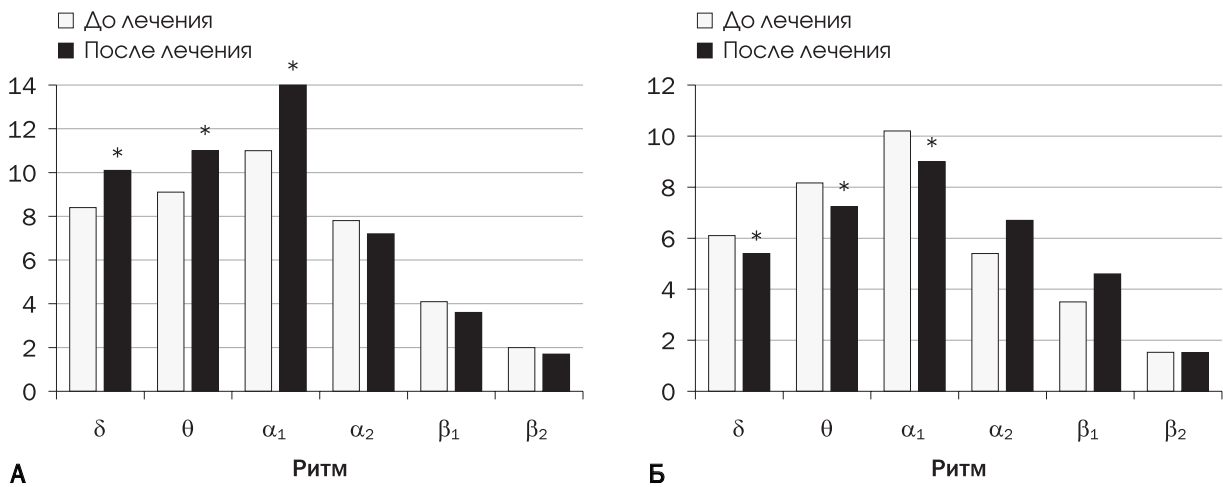 До лечения
После лечения
14
12
10
8
6
4
2
0
* * *
δ θ α₁ α₂ β₁ β₂
Ритм
А
До лечения
После лечения
12
10
8
6
4
2
0
* * *
δ θ α₁ α₂ β₁ β₂
Ритм
Б